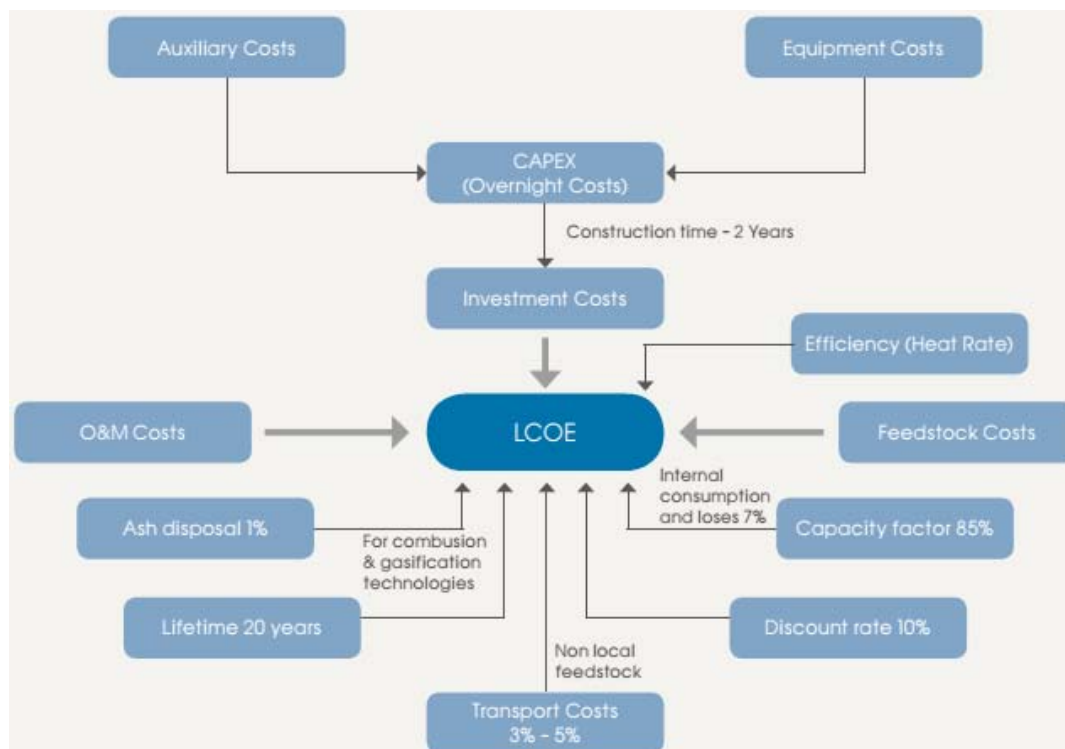 Auxiliary Costs
Equipment Costs
CAPEX
(Overnight Costs)
Construction time - 2 Years
Investment Costs
Efficiency (Heat Rate)
O&M Costs
LCOE
Feedstock Costs
Internal
consumption
and loses 7%
Ash disposal 1%
Capacity factor 85%
For combusion
& gasification
technologies
Lifetime 20 years
Discount rate 10%
Non local
feedstock
Transport Costs
3% - 5%